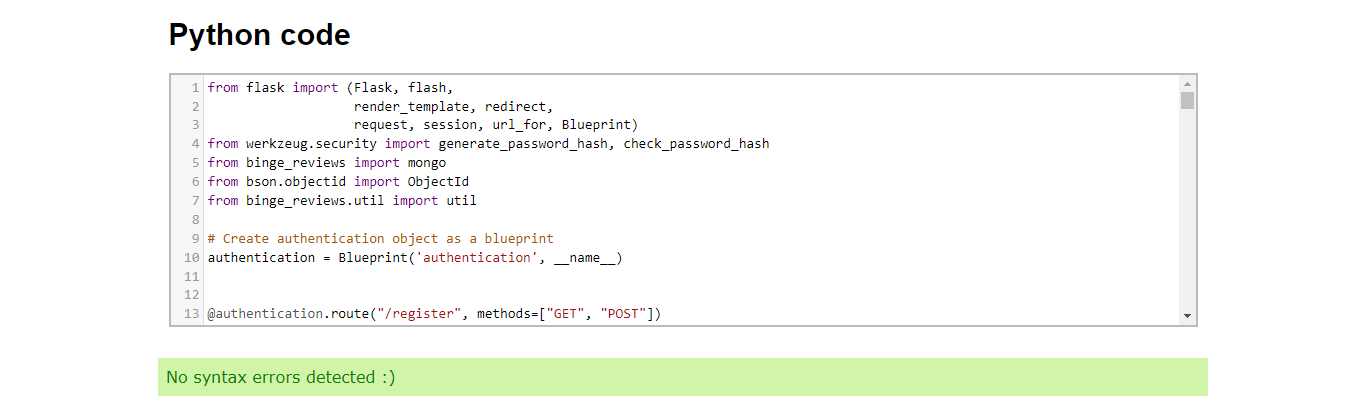 Python code
1 from flask import (Flask, flash,
2 render_template, redirect,
3 request, session, url_for, Blueprint)
4 from werkzeug.security import generate_password_hash, check_password_hash
5 from binge_reviews import mongo
6 from bson.objectid import ObjectId
7 from binge_reviews.util import util
8
9 # Create authentication object as a blueprint
10 authentication = Blueprint('authentication', __name__)
11
12
13 @authentication.route("/register", methods=["GET", "POST"])
No syntax errors detected :)